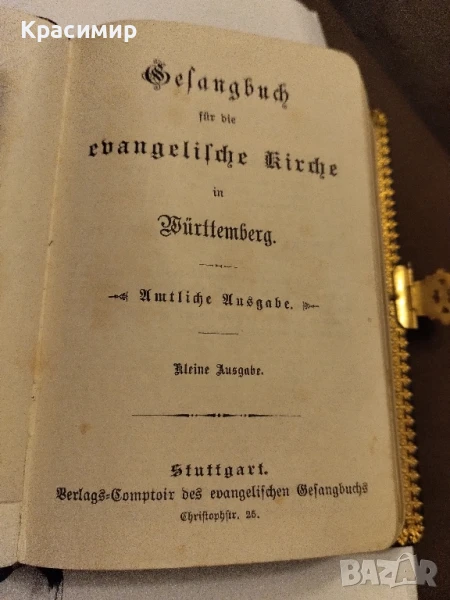 Красимир
Gesangbuch
für die
evangelische Kirche
in
Württemberg.
Amtliche Ausgabe.
Kleine Ausgabe.
Stuttgart.
Verlags-Comptoir des evangelischen Gesangbuchs
Christophstr. 26.
BAZAR